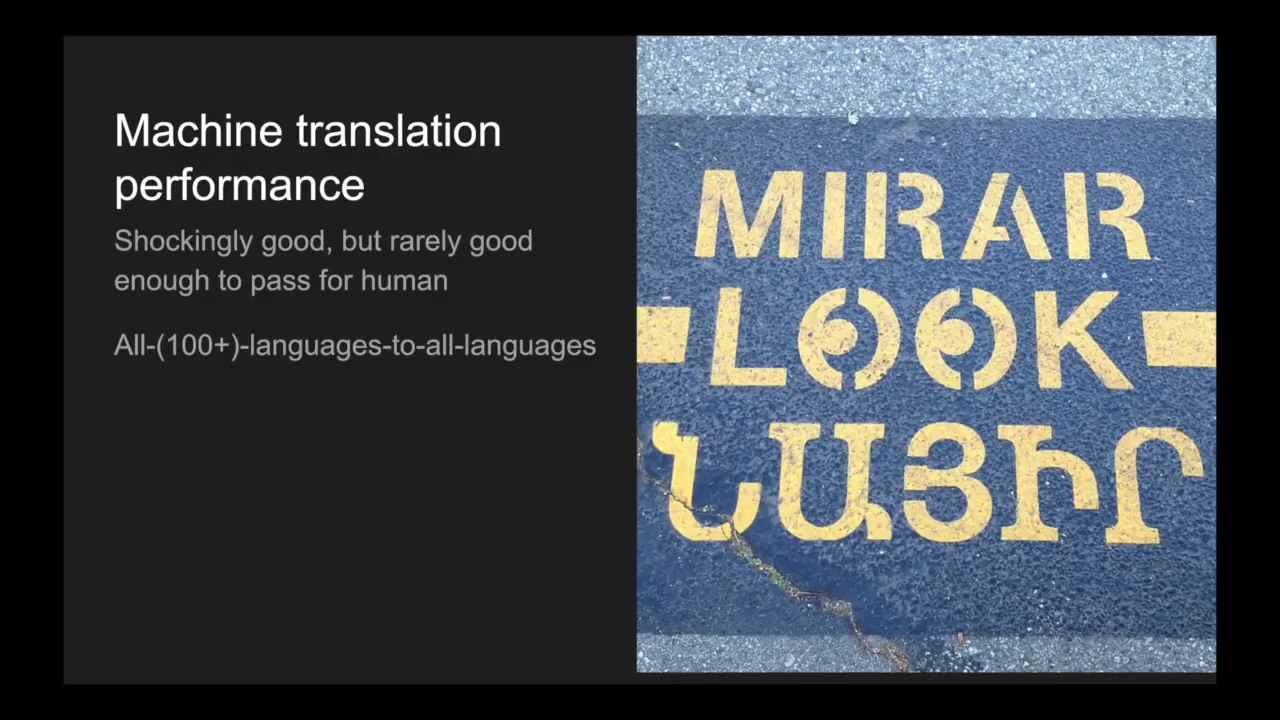 Machine translation
performance
Shockingly good, but rarely good
enough to pass for human
All-(100+)-languages-to-all-languages
MIRAR
LOOK
ՆԱՅԻՐ